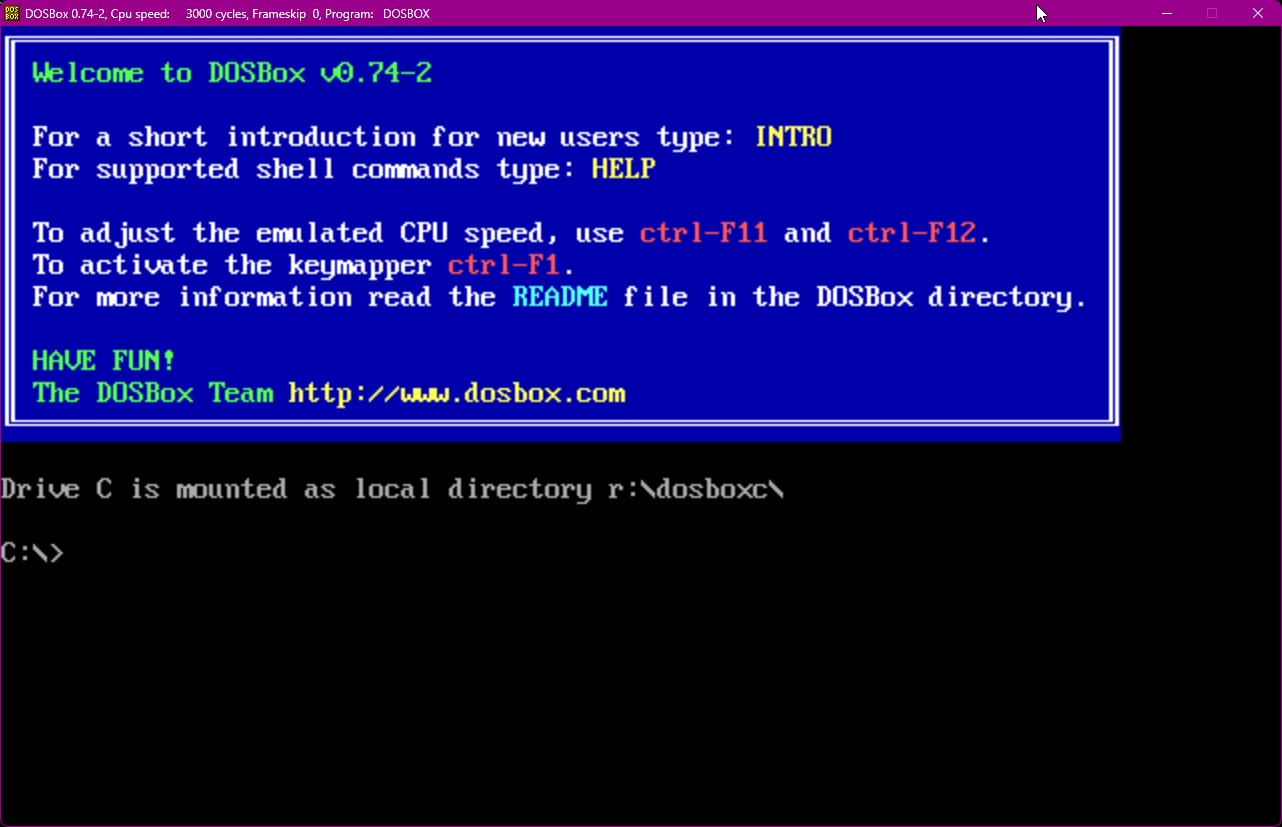 DOSBox 0.74-2, Cpu speed: 3000 cycles, Frameskip 0, Program: DOSBOX
Welcome to DOSBox v0.74-2
For a short introduction for new users type: INTRO
For supported shell commands type: HELP
To adjust the emulated CPU speed, use ctrl-F11 and ctrl-F12.
To activate the keymapper ctrl-F1.
For more information read the README file in the DOSBox directory.
HAVE FUN!
The DOSBox Team http://www.dosbox.com
Drive C is mounted as local directory r:\dosboxc\
C:\>